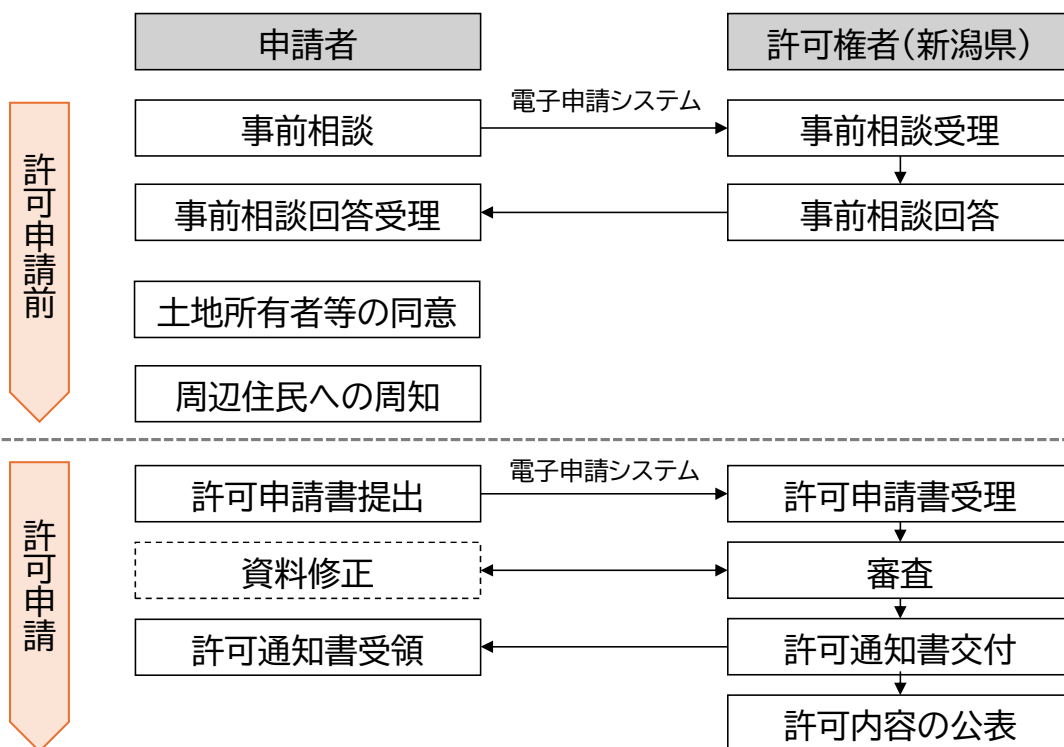 申請者
許可権者(新潟県)
許可申請前
事前相談
電子申請システム
事前相談受理
事前相談回答受理
事前相談回答
土地所有者等の同意
周辺住民への周知
許可申請
許可申請書提出
電子申請システム
許可申請書受理
資料修正
審査
許可通知書受領
許可通知書交付
許可内容の公表